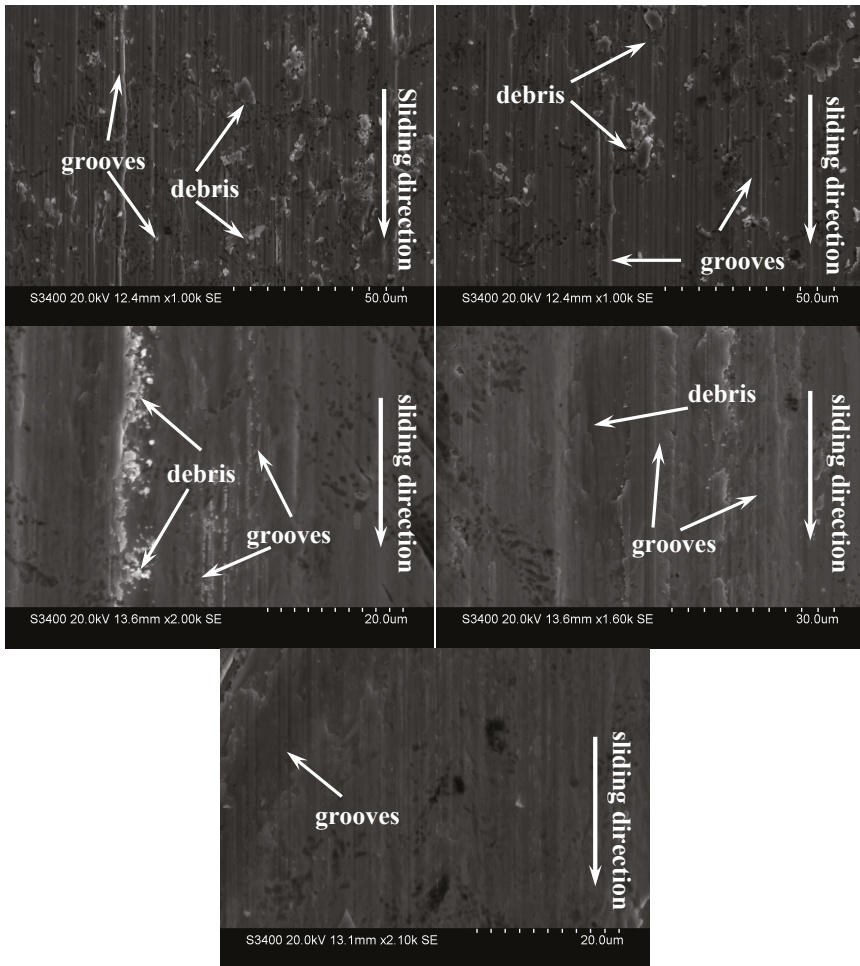 grooves
debris
Sliding direction
S3400 20.0kV 12.4mm x1.00k SE
50.0um
debris
grooves
sliding direction
S3400 20.0kV 12.4mm x1.00k SE
50.0um
debris
grooves
sliding direction
S3400 20.0kV 13.6mm x2.00k SE
20.0um
debris
grooves
sliding direction
S3400 20.0kV 13.6mm x1.60k SE
30.0um
grooves
sliding direction
S3400 20.0kV 13.1mm x2.10k SE
20.0um